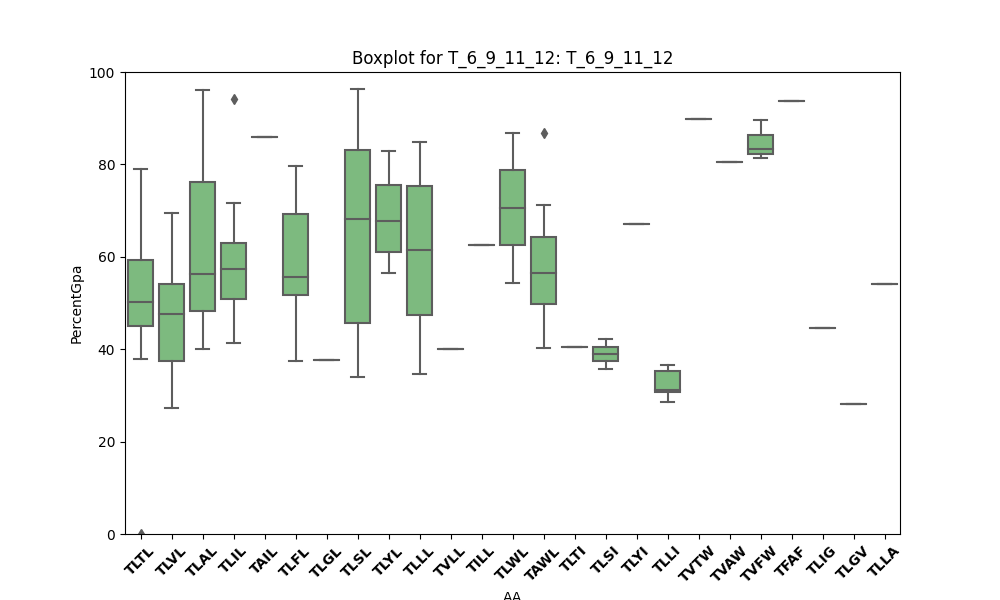 Boxplot for T_6_9_11_12: T_6_9_11_12
100
80
60
40
20
0
PercentGpa
TLTL
TLVL
TLAL
TLIL
TAIL
TLFL
TLGL
TLSL
TLYL
TLLL
TVLL
TILL
TLWL
TAWL
TLTI
TLSI
TLYI
TLLI
TVTW
TVAW
TVFW
TFAF
TLIG
TLGV
TLLA
AA